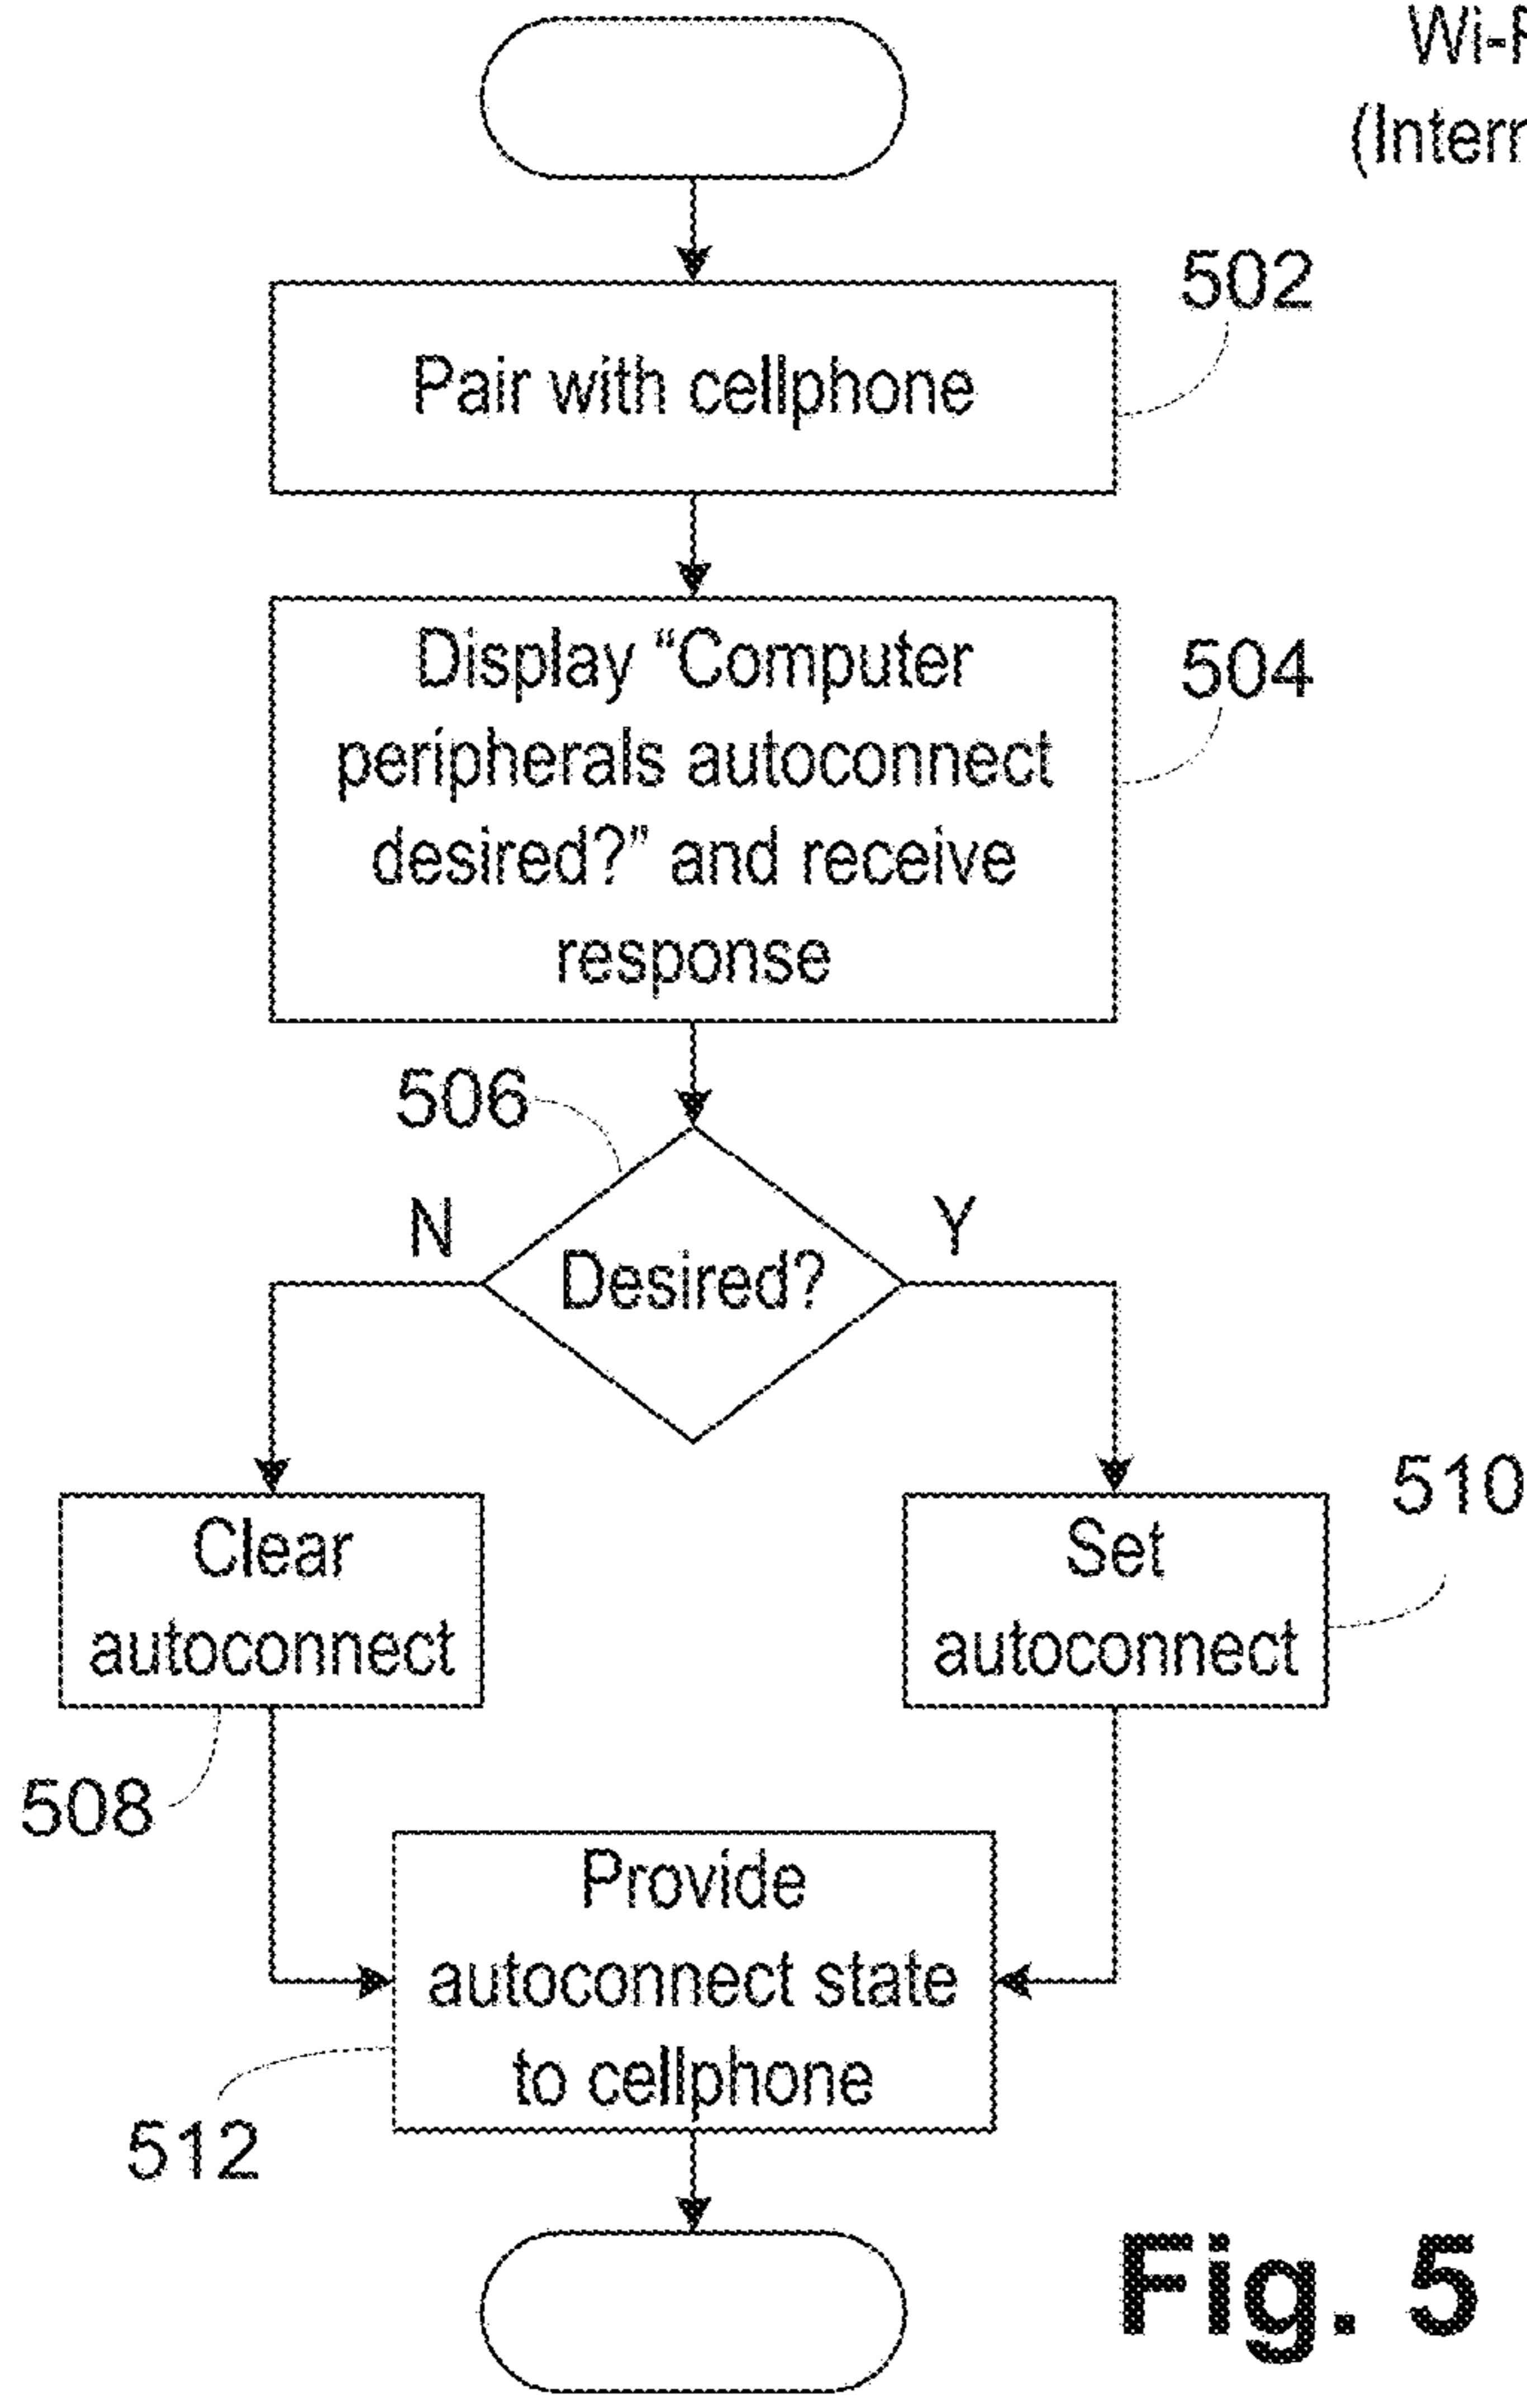 Wi-F
(Intern
502
Pair with cellphone
504
Display “Computer
peripherals autoconnect
desired?” and receive
response
506
N
Y
Desired?
510
Clear
autoconnect
Set
autoconnect
508
Provide
autoconnect state
to cellphone
512
Fig. 5